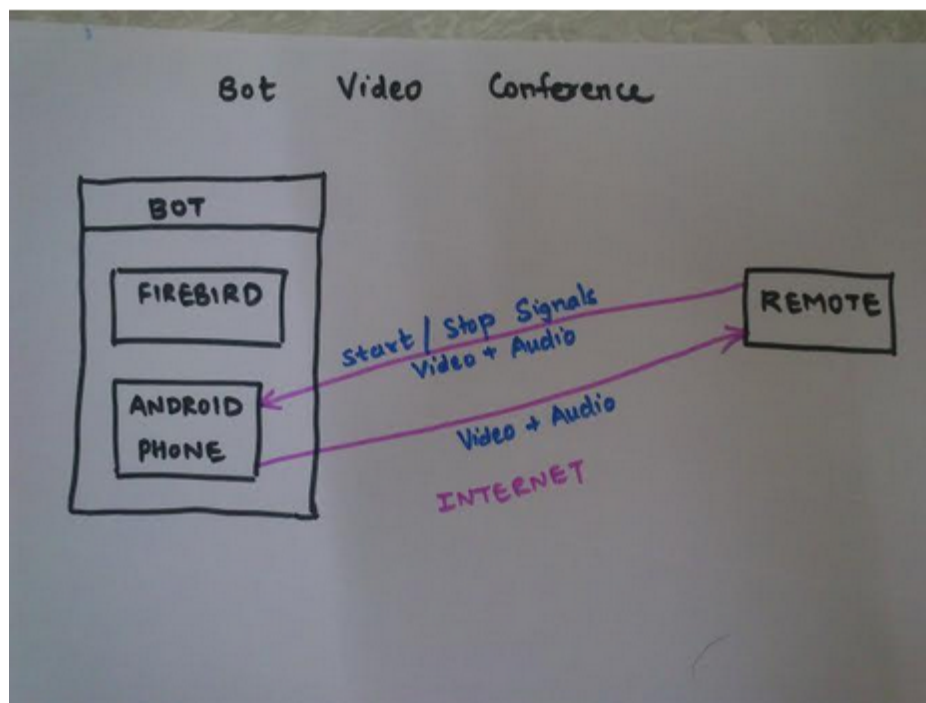 Bot Video Conference
BOT
FIREBIRD
ANDROID
PHONE
Start / Stop Signals
Video + Audio
Video + Audio
INTERNET
REMOTE